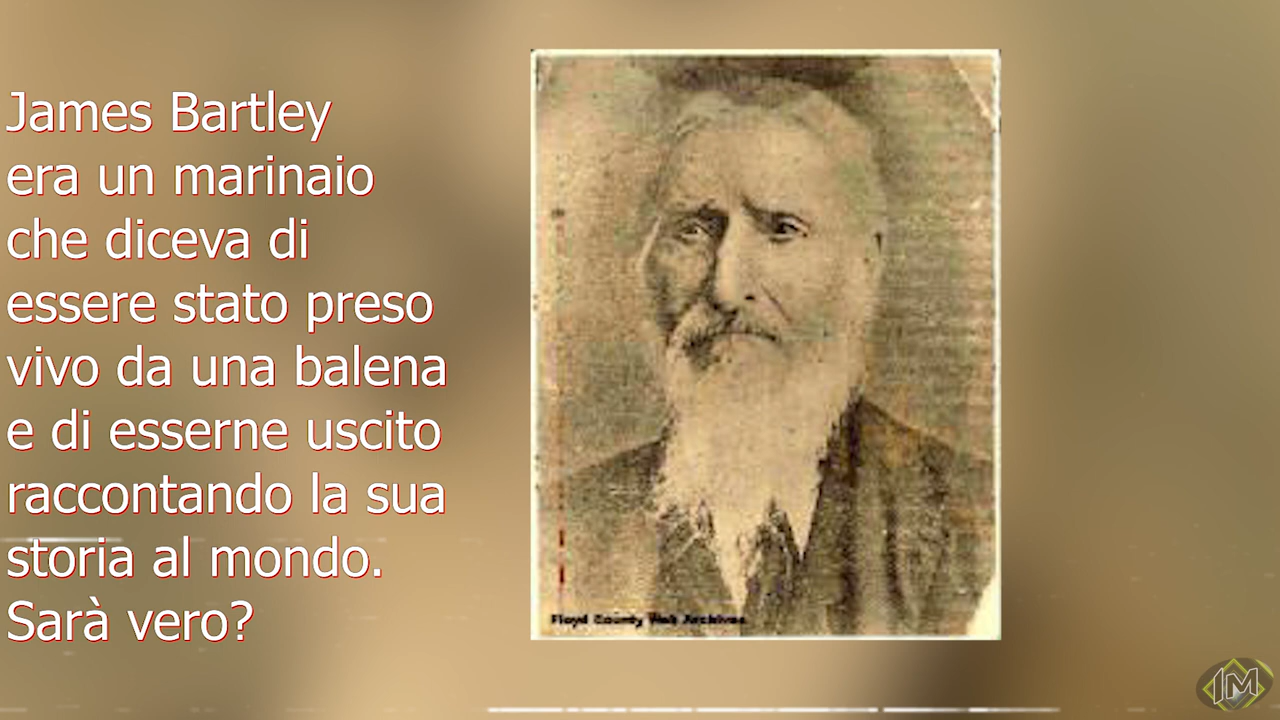 James Bartley
era un marinaio
che diceva di
essere stato preso
vivo da una balena
e di esserne uscito
raccontando la sua
storia al mondo.
Sarà vero?
Floyd County Web Archives
IM